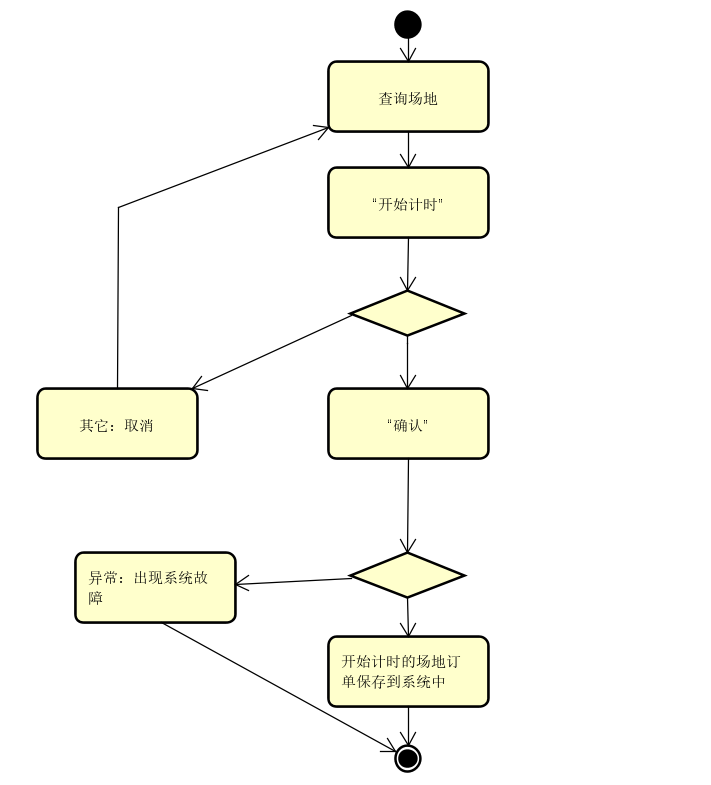 查询场地
“开始计时”
其它：取消
“确认”
异常：出现系统故
障
开始计时的场地订
单保存到系统中